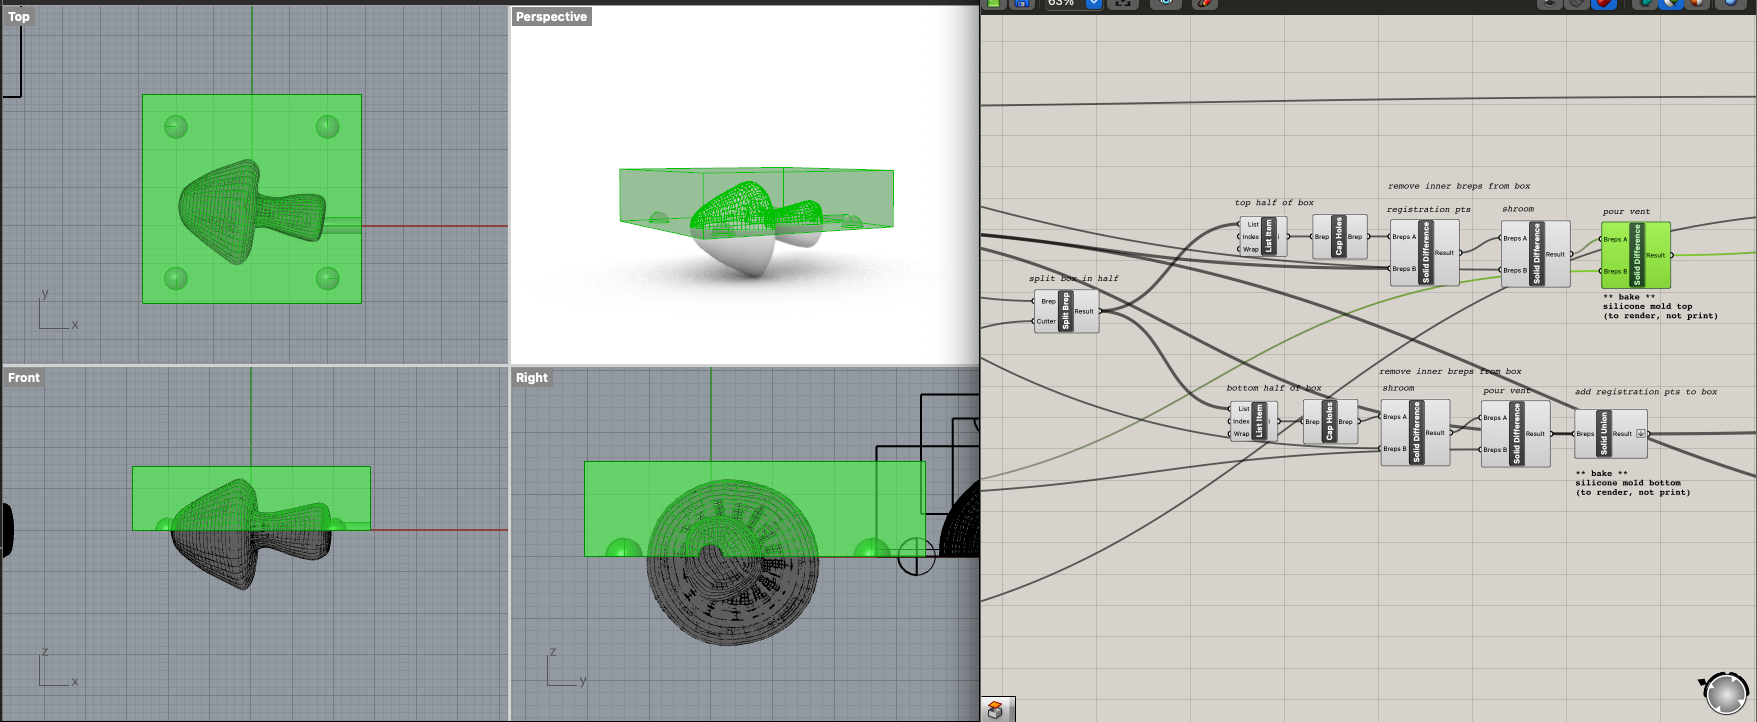 Top
y
x
Perspective
Front
z
x
Right
z
y
63%
remove inner breps from box
top half of box
registration pts
shroom
pour vent
List
Index
Wrap
List Item
i
Brep
Cap Holes
Brep
Breps A
Breps B
Solid Difference
Result
Breps A
Breps B
Solid Difference
Result
Breps A
Breps B
Solid Difference
Result
** bake **
silicone mold top
(to render, not print)
split box in half
Brep
Cutter
Split Brep
Result
remove inner breps from box
bottom half of box
shroom
pour vent
add registration pts to box
List
Index
Wrap
List Item
i
Brep
Cap Holes
Brep
Breps A
Breps B
Solid Difference
Result
Breps A
Breps B
Solid Difference
Result
Breps
Solid Union
Result
** bake **
silicone mold bottom
(to render, not print)